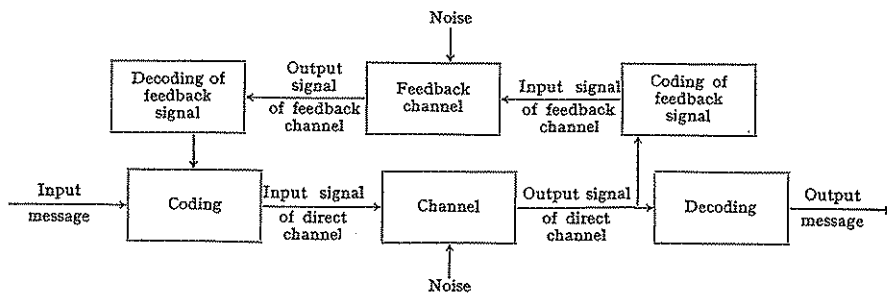 Noise
Decoding of
feedback
signal
Output
signal
of feedback
channel
Feedback
channel
Input signal
of feedback
channel
Coding of
feedback
signal
Input
message
Coding
Input signal
of direct
channel
Channel
Output signal
of direct
channel
Decoding
Output
message
Noise